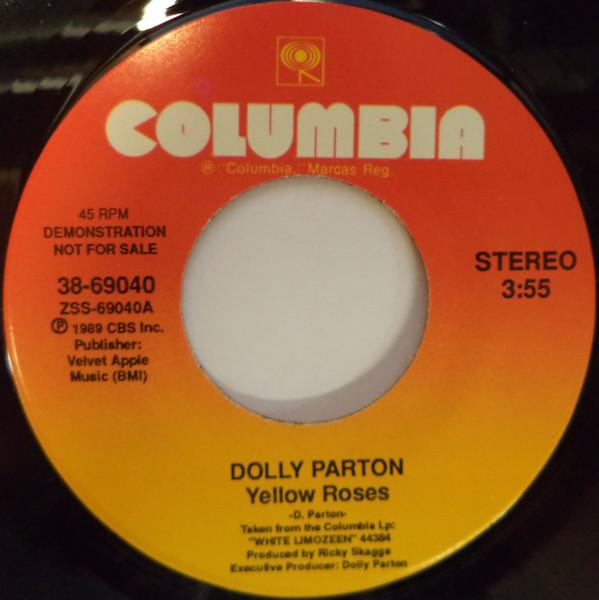 COLUMBIA
® "Columbia," Marcas Reg.
45 RPM
DEMONSTRATION
NOT FOR SALE
38-69040
ZSS-69040A
℗ 1989 CBS Inc.
Publisher:
Velvet Apple
Music (BMI)
STEREO
3:55
DOLLY PARTON
Yellow Roses
-D. Parton-
Taken from the Columbia Lp:
"WHITE LIMOZEEN" 44384
Produced by Ricky Skaggs
Executive Producer: Dolly Parton